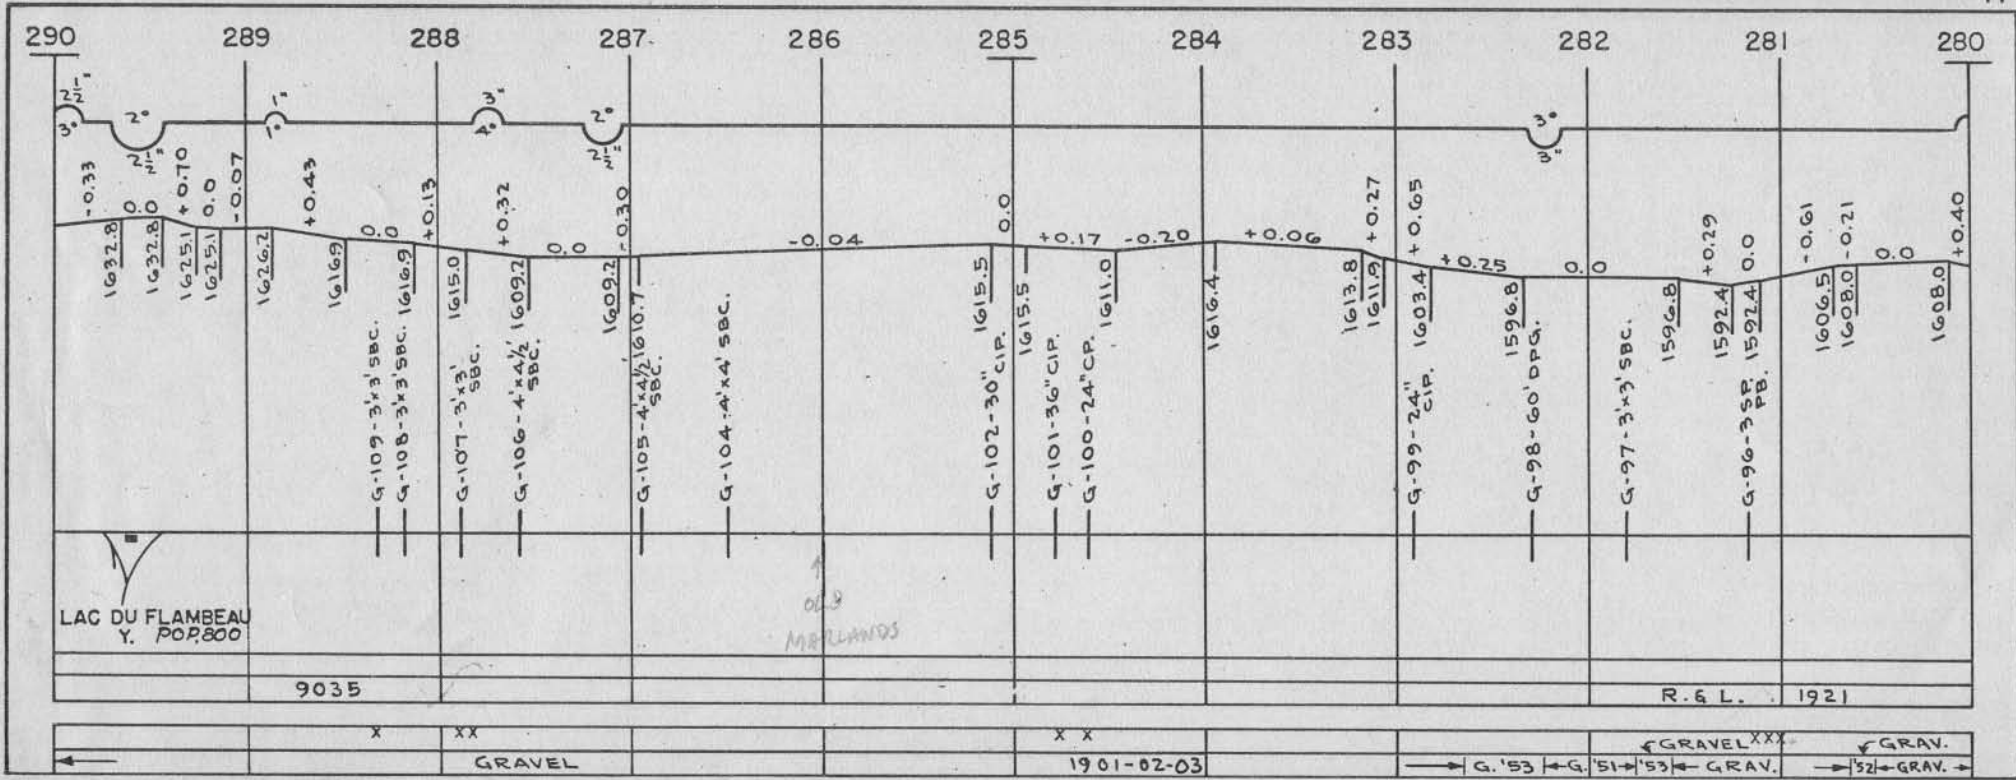 290 289 288 287 286 285 284 283 282 281 280
2½" 1" 3" 2° 3°
3° 2° 1° 4° 2½" 3"
2½"
-0.33 0.0 +0.70 0.0 -0.07 +0.43 0.0 +0.13 +0.32 0.0 -0.30 -0.04 0.0 +0.17 -0.20 +0.06 +0.27 +0.65 +0.25 0.0 +0.29 0.0 -0.61 -0.21 0.0 +0.40
1632.8 1632.8 1625.1 1625.1 1626.2 1616.9 1616.9 1615.0 1609.2 1609.2 1610.7 1615.5 1615.5 1611.0 1616.4 1613.8 1611.9 1603.4 1596.8 1596.8 1592.4 1592.4 1606.5 1608.0 1608.0
G-109-3'x3' SBC.
G-108-3'x3' SBC.
G-107-3'x3'
SBC.
G-106-4'x4½'
SBC.
G-105-4'x4½'
SBC.
G-104-4'x4' SBC.
G-102-30" CIP.
G-101-36" CIP.
G-100-24" CP.
G-99-24"
CIP.
G-98-60' DPG.
G-97-3'x3' SBC.
G-96-3 SP.
PB.
LAC DU FLAMBEAU
Y. POP. 800
OLD
MARLANDS
9035 R. & L. 1921
X XX X X GRAVEL XXX GRAV.
GRAVEL 1901-02-03 G. '53 G. '51 '53 GRAV. '52 GRAV.